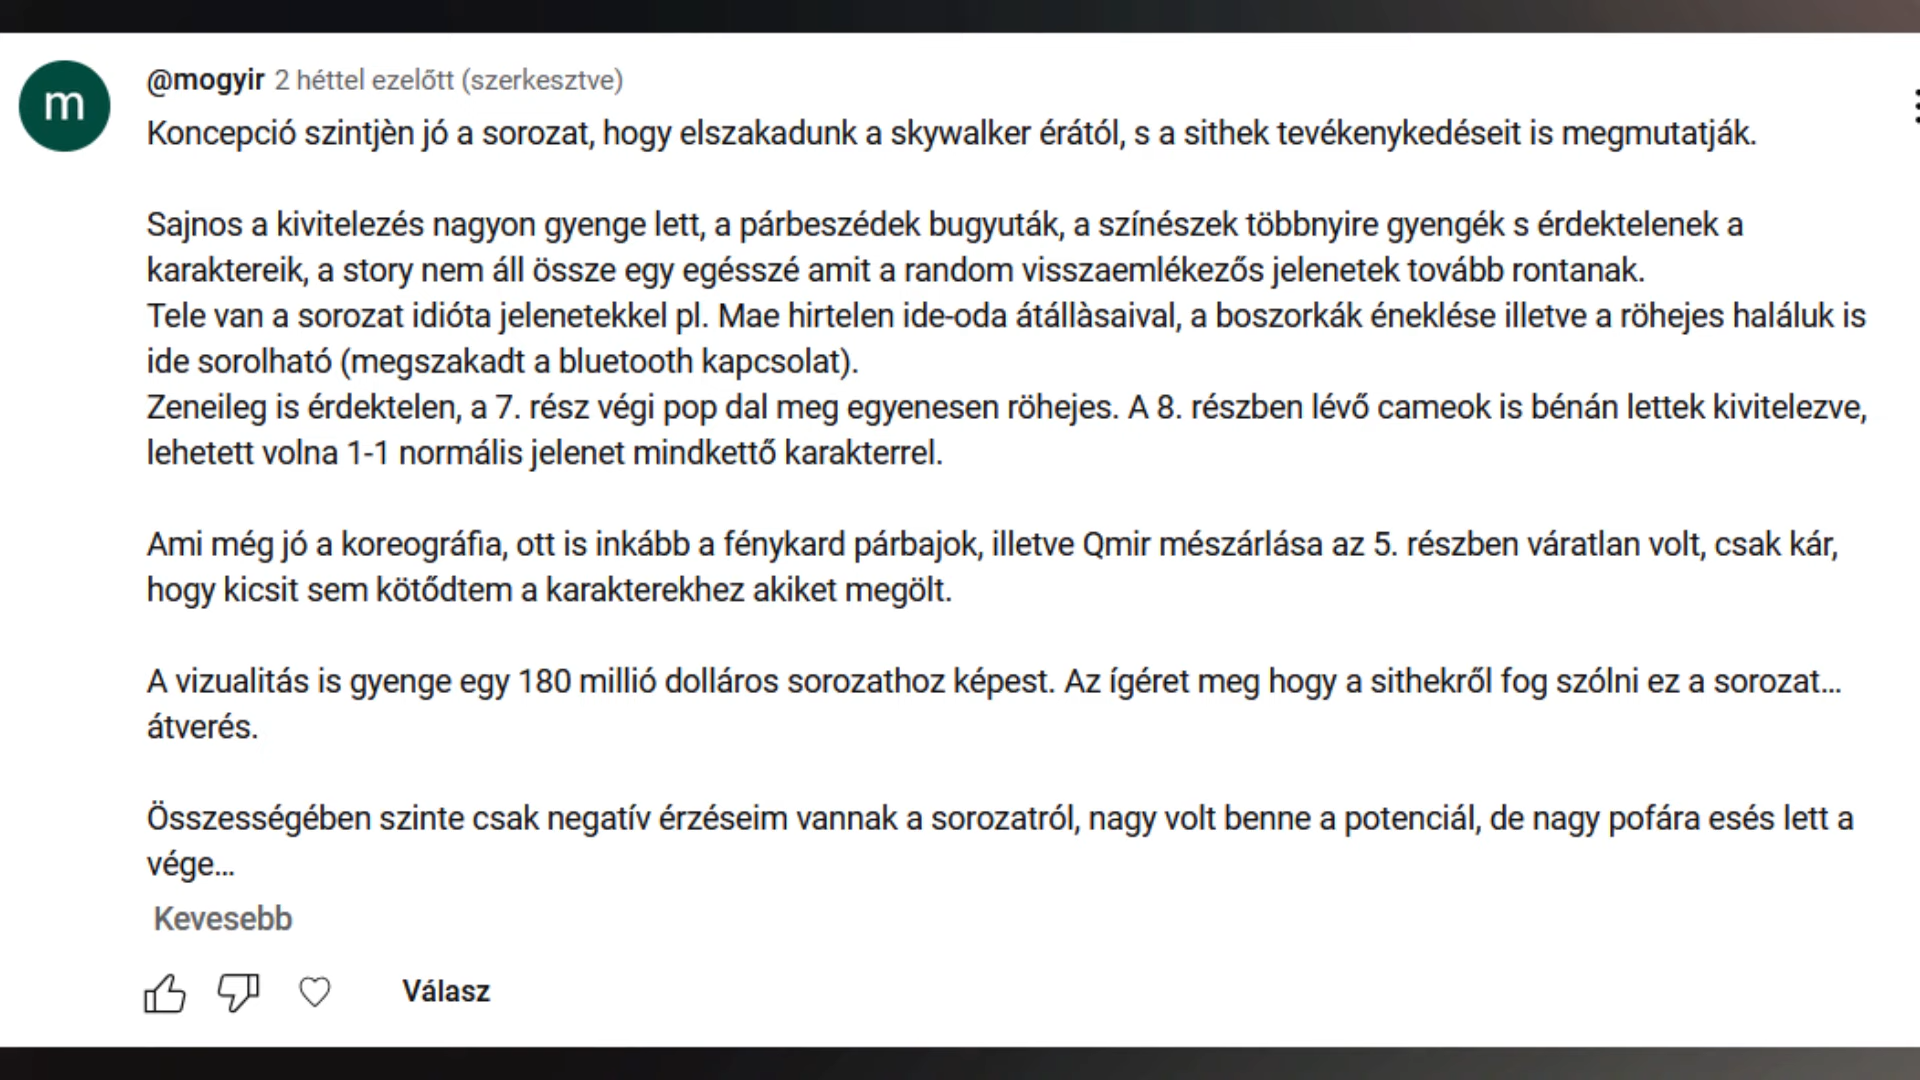 m
@mogyir 2 héttel ezelőtt (szerkesztve)
Koncepció szintjèn jó a sorozat, hogy elszakadunk a skywalker érától, s a sithek tevékenykedéseit is megmutatják.
Sajnos a kivitelezés nagyon gyenge lett, a párbeszédek bugyuták, a színészek többnyire gyengék s érdektelenek a
karaktereik, a story nem áll össze egy egésszé amit a random visszaemlékezős jelenetek tovább rontanak.
Tele van a sorozat idióta jelenetekkel pl. Mae hirtelen ide-oda átállàsaival, a boszorkák éneklése illetve a röhejes haláluk is
ide sorolható (megszakadt a bluetooth kapcsolat).
Zeneileg is érdektelen, a 7. rész végi pop dal meg egyenesen röhejes. A 8. részben lévő cameok is bénán lettek kivitelezve,
lehetett volna 1-1 normális jelenet mindkettő karakterrel.
Ami még jó a koreográfia, ott is inkább a fénykard párbajok, illetve Qmir mészárlása az 5. részben váratlan volt, csak kár,
hogy kicsit sem kötődtem a karakterekhez akiket megölt.
A vizualitás is gyenge egy 180 millió dolláros sorozathoz képest. Az ígéret meg hogy a sithekről fog szólni ez a sorozat...
átverés.
Összességében szinte csak negatív érzéseim vannak a sorozatról, nagy volt benne a potenciál, de nagy pofára esés lett a
vége...
Kevesebb
Válasz